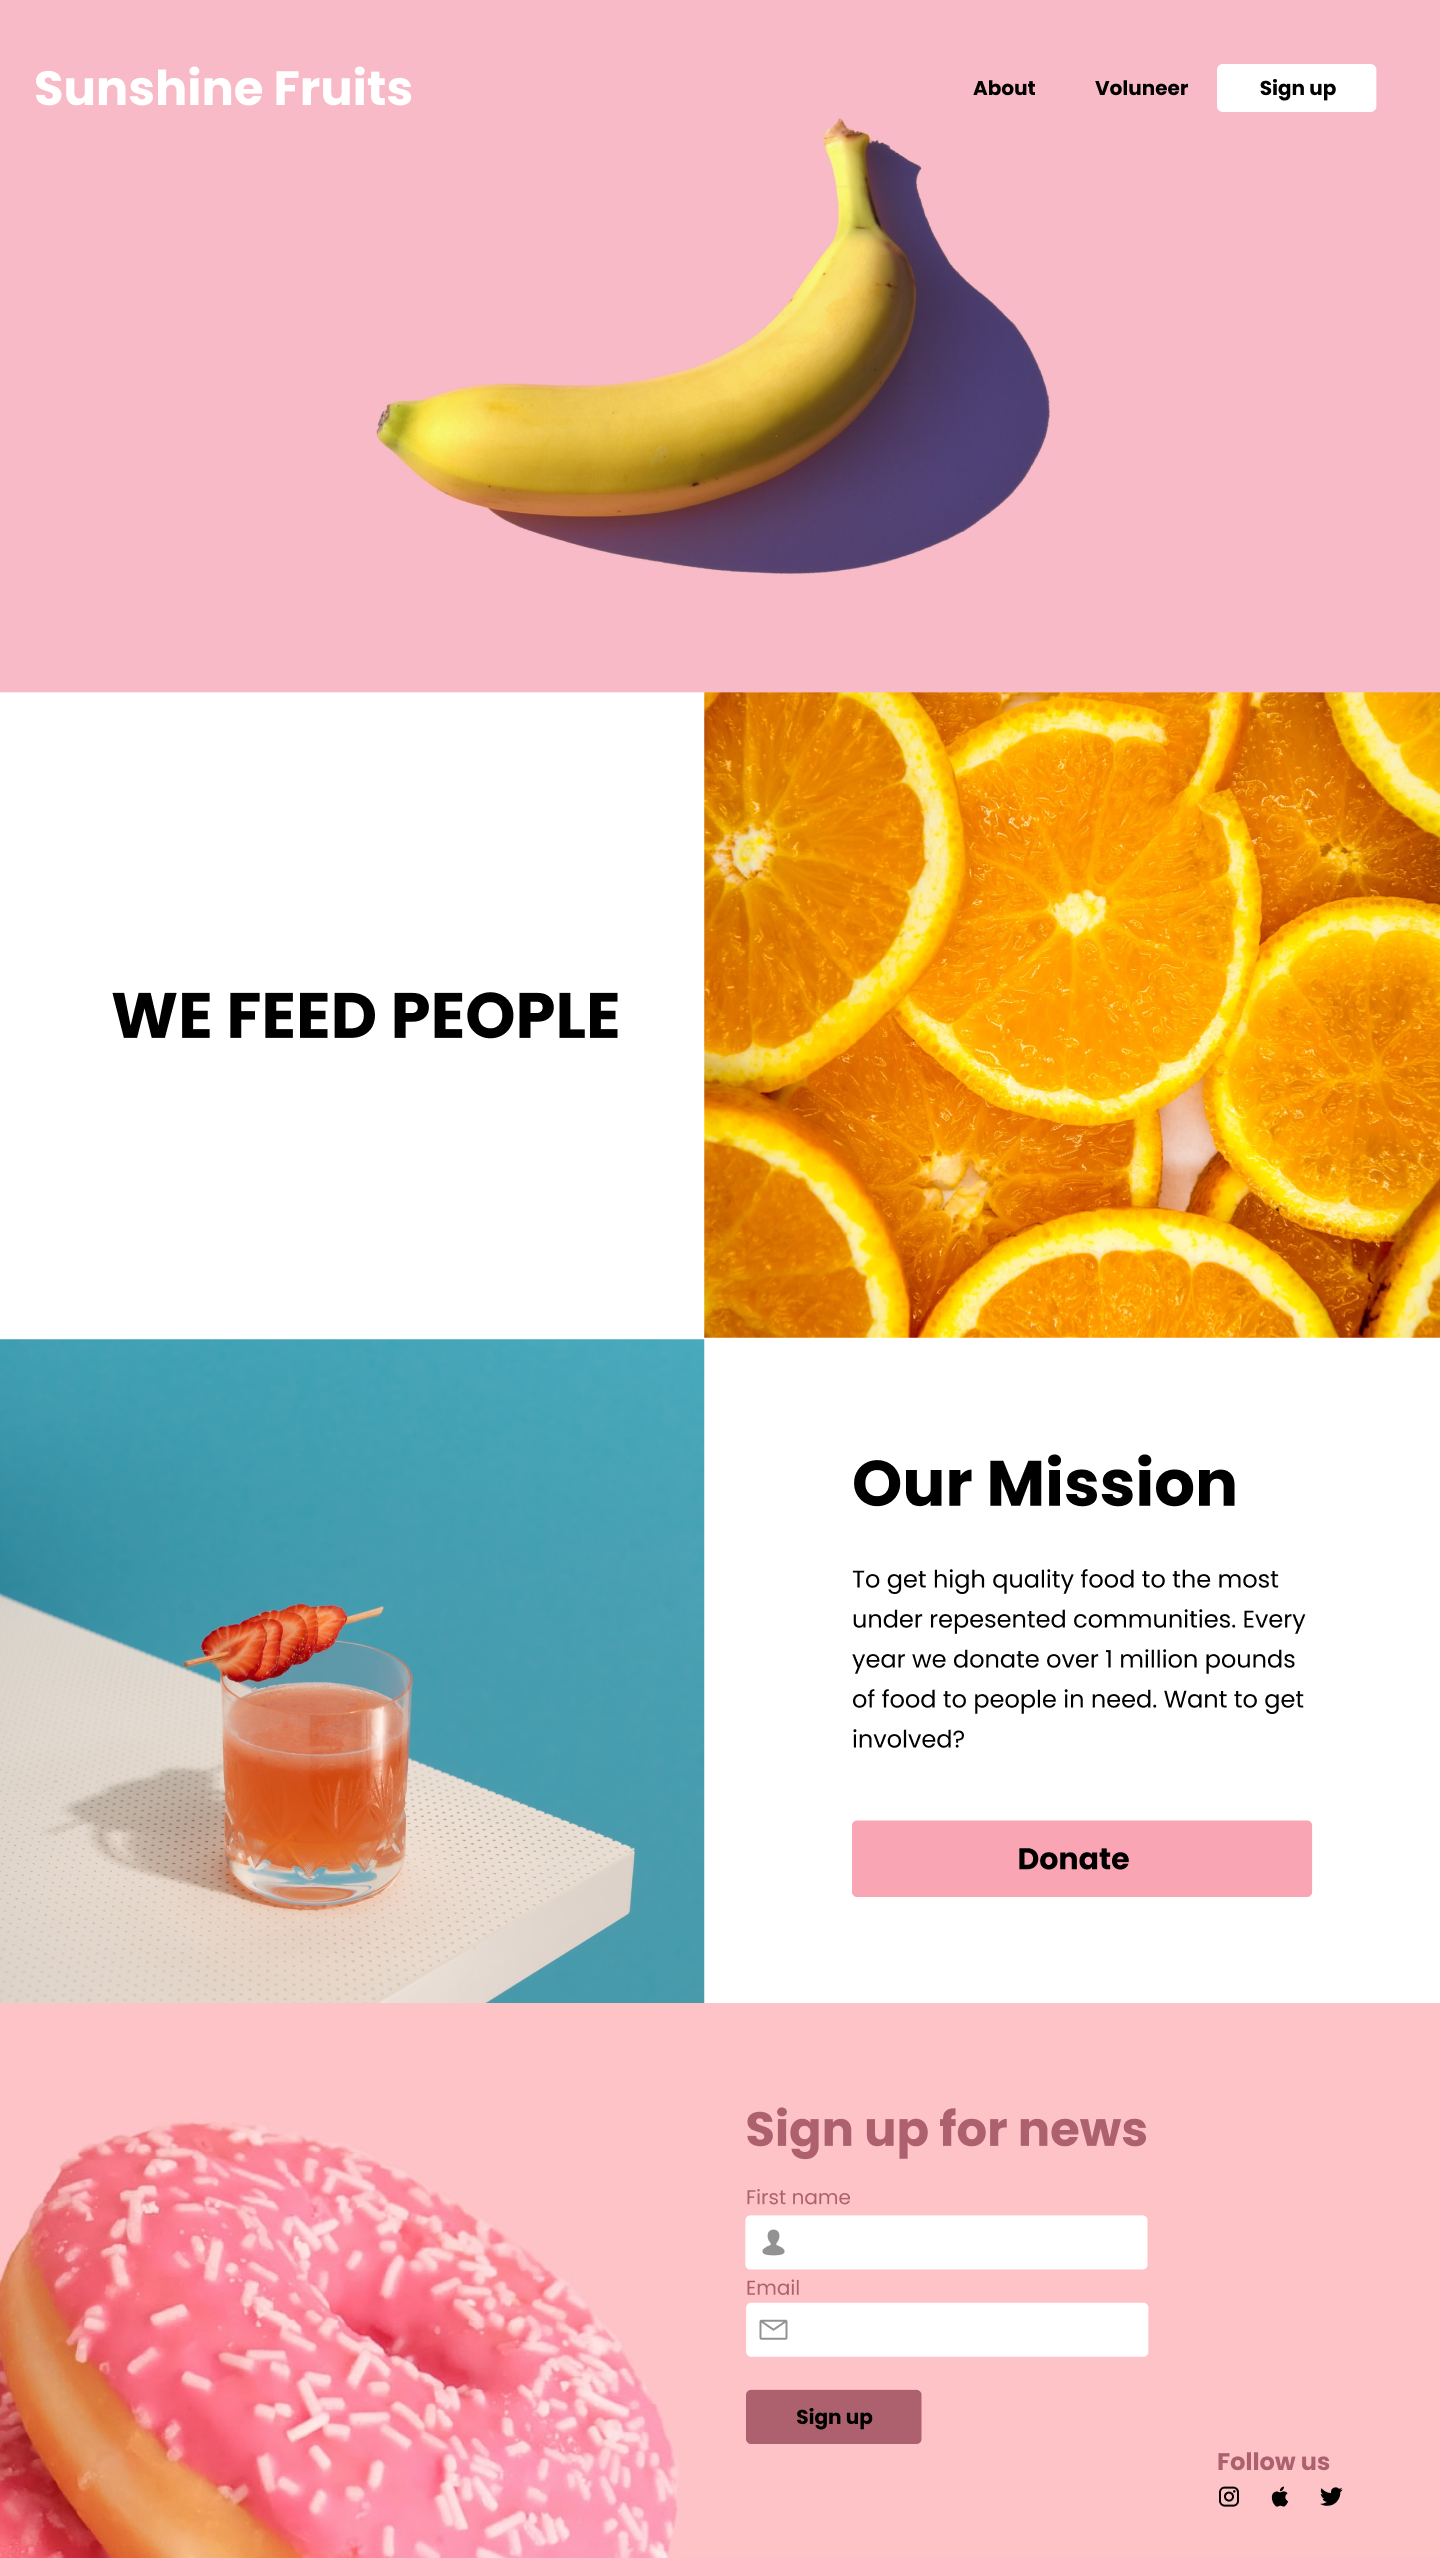 Sunshine Fruits
About
Voluneer
Sign up
WE FEED PEOPLE
Our Mission
To get high quality food to the most
under repesented communities. Every
year we donate over 1 million pounds
of food to people in need. Want to get
involved?
Donate
Sign up for news
First name
Email
Sign up
Follow us